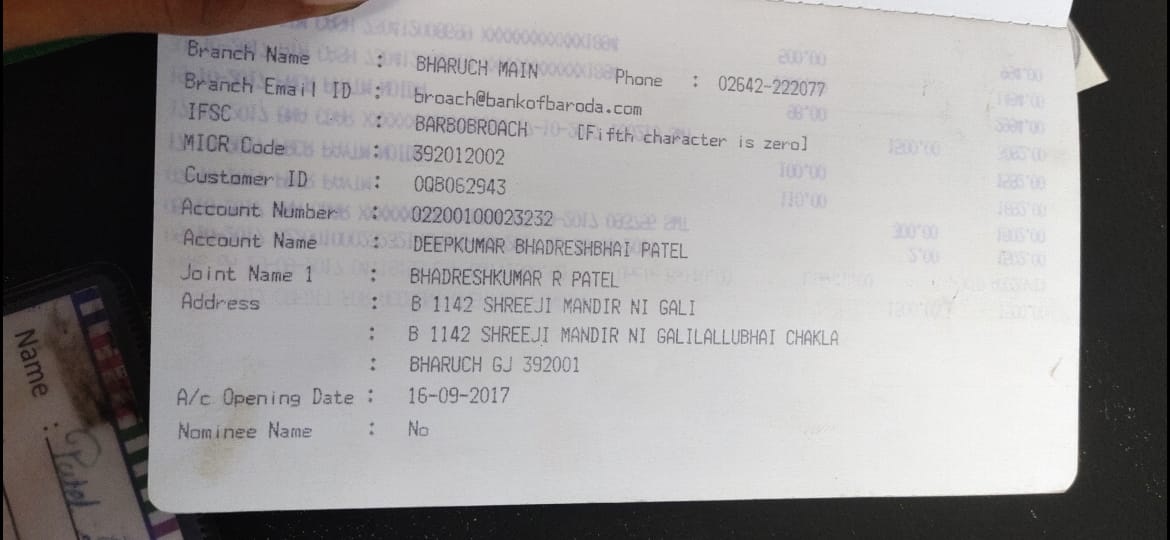 Branch Name : BHARUCH MAIN Phone : 02642-222077
Branch Email ID : broach@bankofbaroda.com
IFSC : BARB0BROACH [Fifth character is zero]
MICR Code : 392012002
Customer ID : 0QB062943
Account Number : 02200100023232
Account Name : DEEPKUMAR BHADRESHBHAI PATEL
Joint Name 1 : BHADRESHKUMAR R PATEL
Address : B 1142 SHREEJI MANDIR NI GALI
: B 1142 SHREEJI MANDIR NI GALILALLUBHAI CHAKLA
: BHARUCH GJ 392001
A/c Opening Date : 16-09-2017
Nominee Name : No
Name : Patel